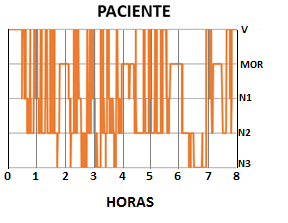 PACIENTE
V
MOR
N1
N2
N3
0 1 2 3 4 5 6 7 8
HORAS